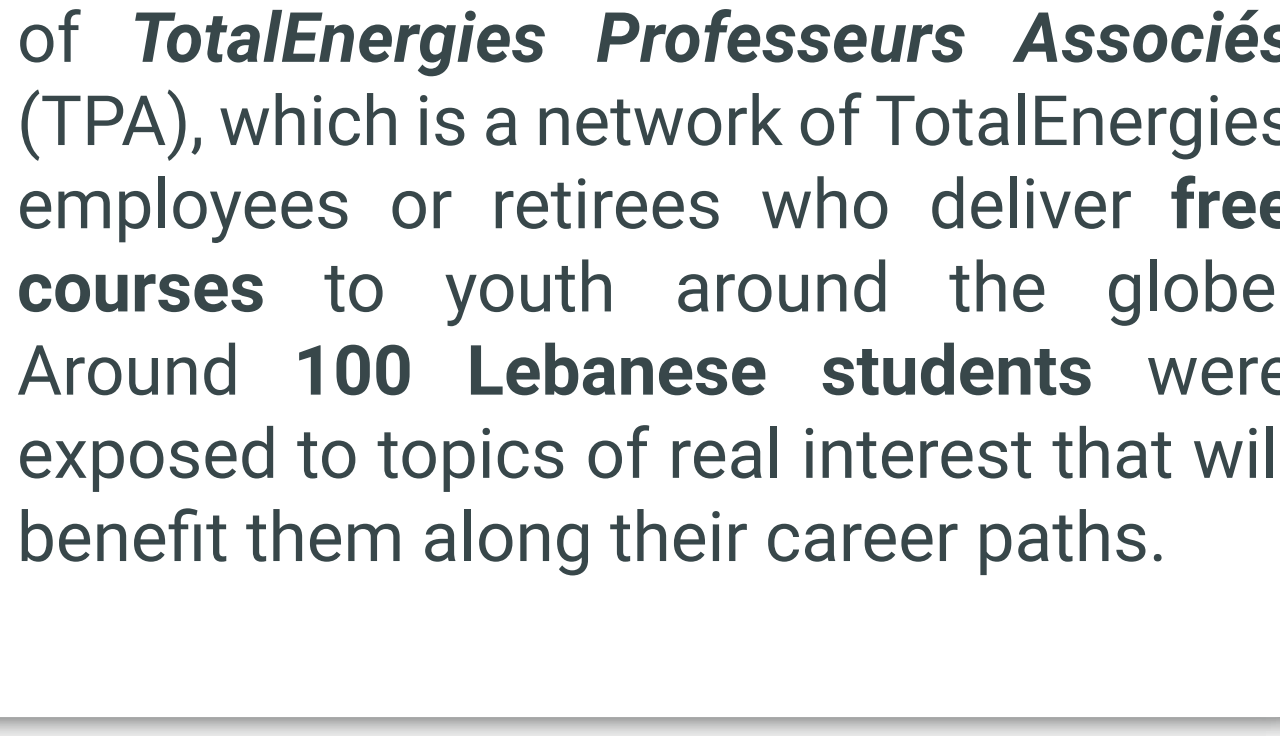 of TotalEnergies Professeurs Associés
(TPA), which is a network of TotalEnergies
employees or retirees who deliver free
courses to youth around the globe
Around 100 Lebanese students were
exposed to topics of real interest that wil
benefit them along their career paths.